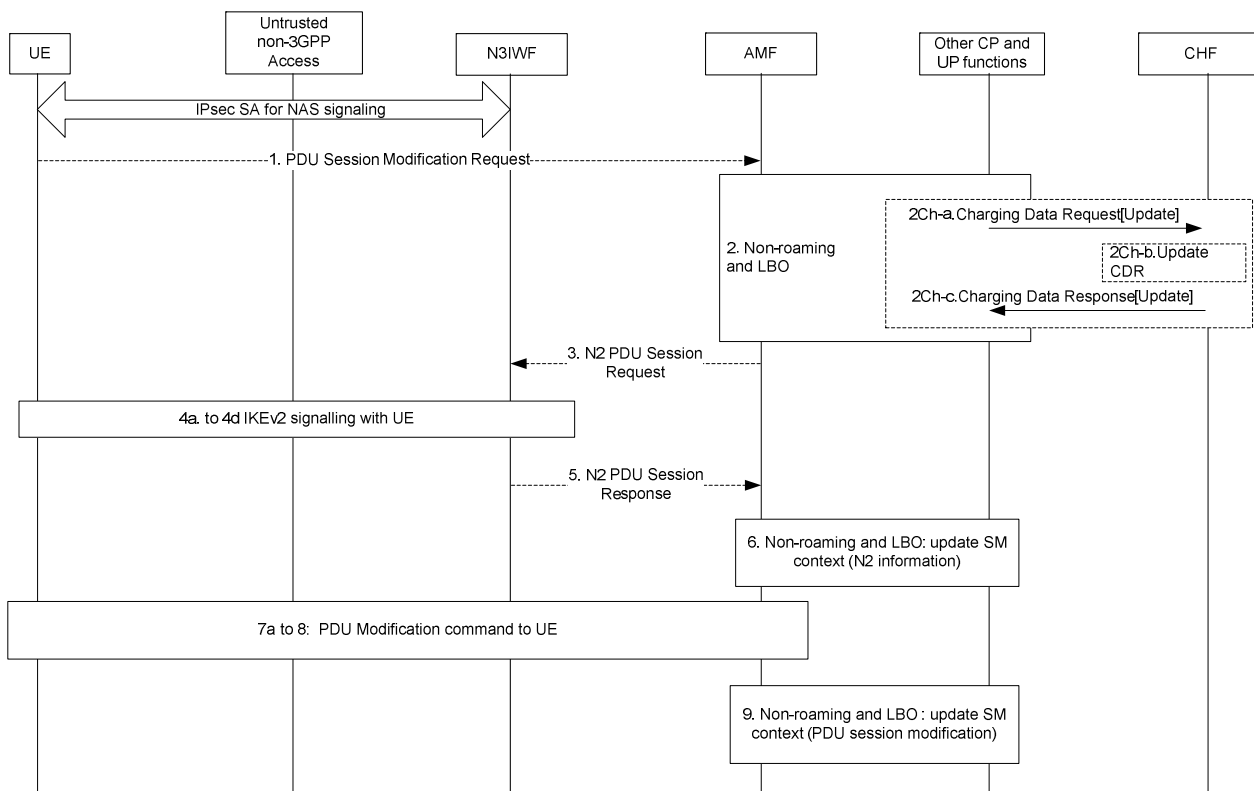 UE
Untrusted
non-3GPP
Access
N3IWF
AMF
Other CP and
UP functions
CHF
IPsec SA for NAS signaling
1. PDU Session Modification Request
2Ch-a.Charging Data Request[Update]
2. Non-roaming
and LBO
2Ch-b.Update
CDR
2Ch-c.Charging Data Response[Update]
3. N2 PDU Session
Request
4a. to 4d IKEv2 signalling with UE
5. N2 PDU Session
Response
6. Non-roaming and LBO: update SM
context (N2 information)
7a to 8: PDU Modification command to UE
9. Non-roaming and LBO : update SM
context (PDU session modification)